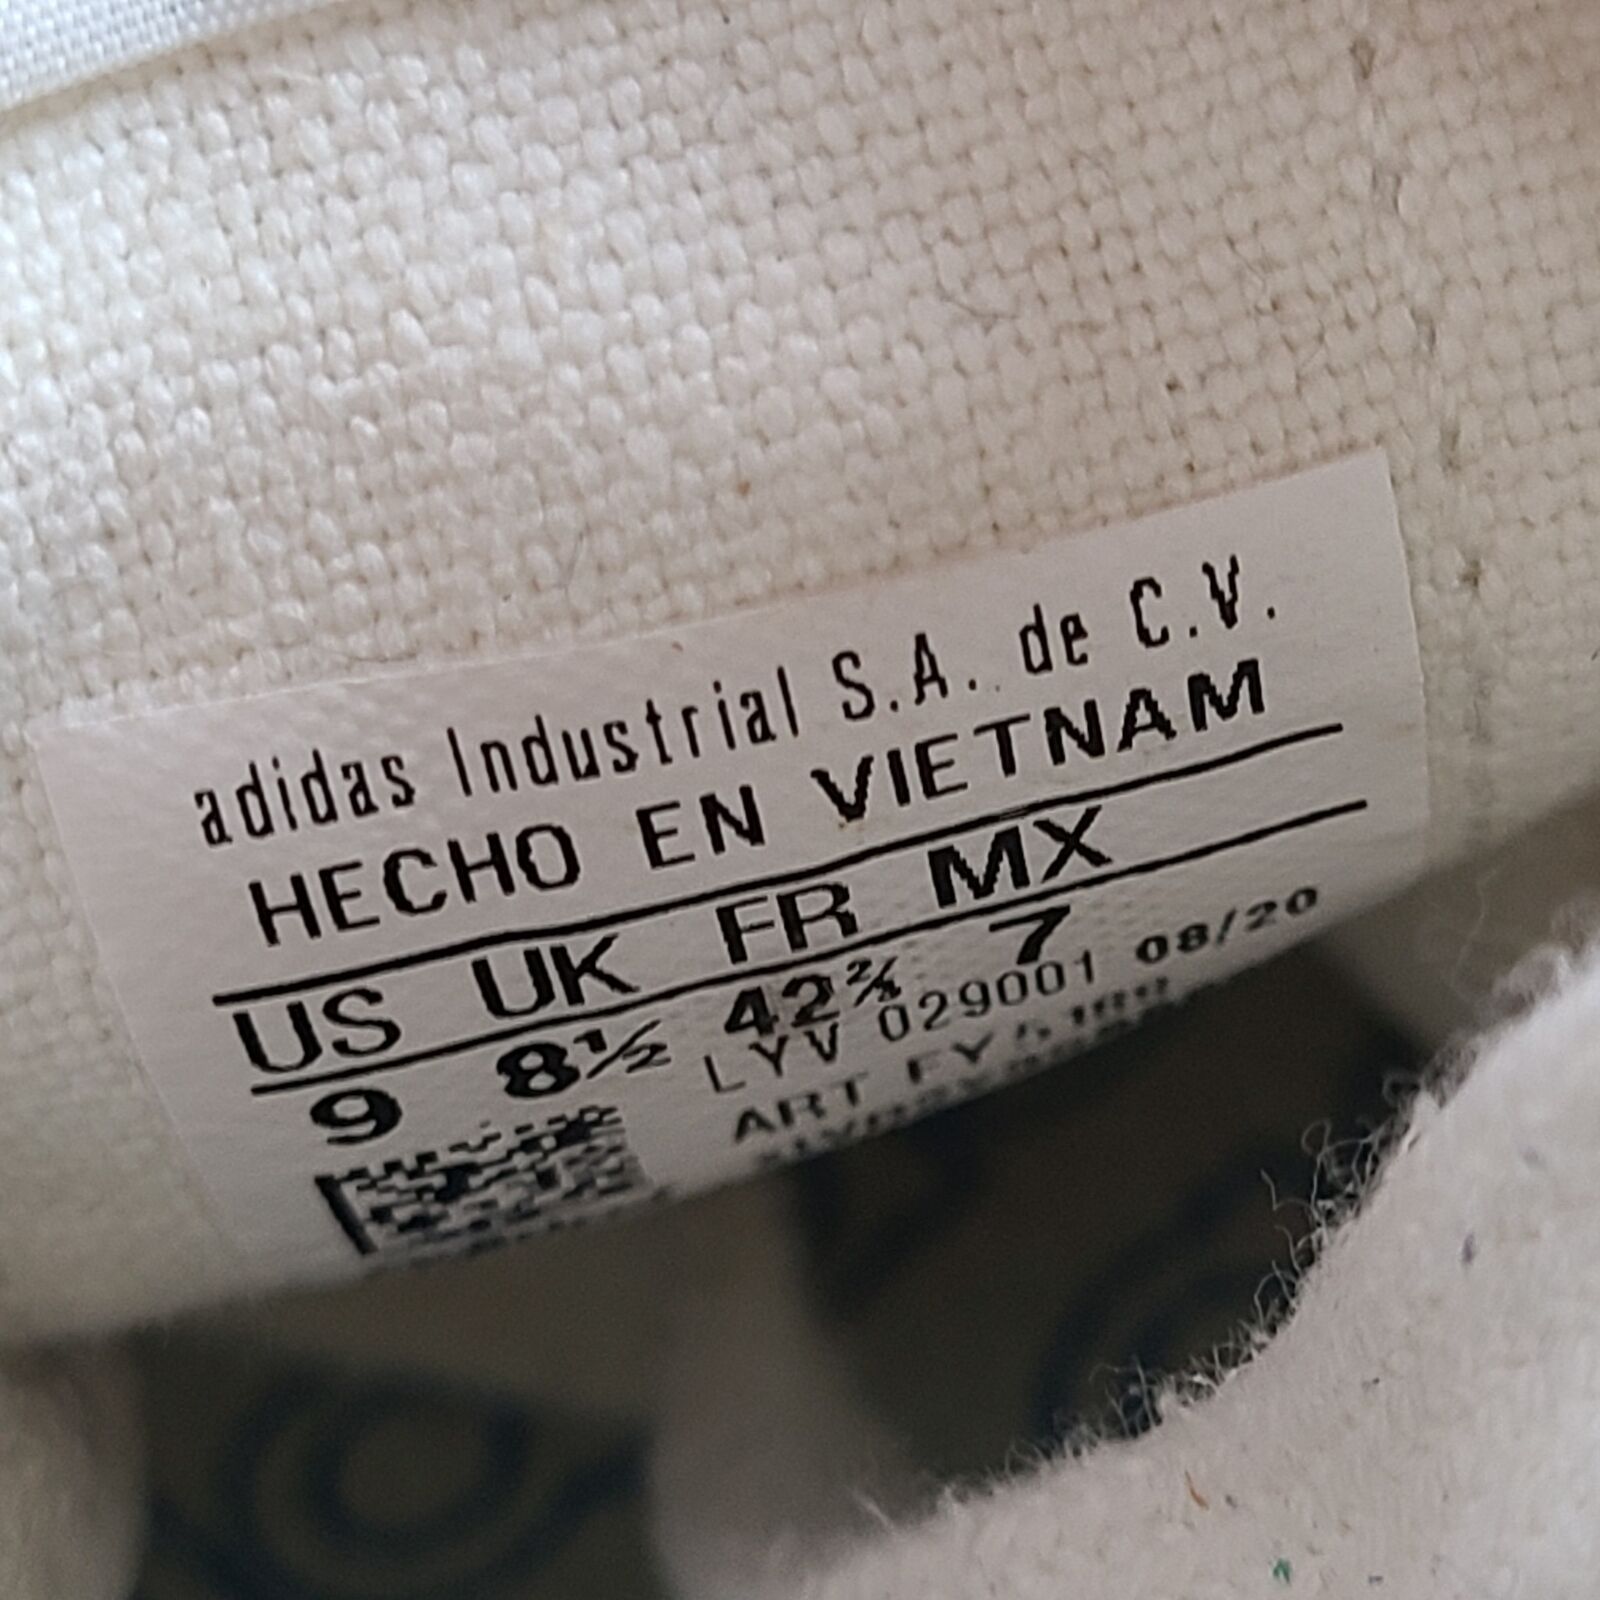 adidas Industrial S.A. de C.V.
HECHO EN VIETNAM
US UK FR MX
9 8½ 42⅔ 7
LYV 029001 08/20
ART